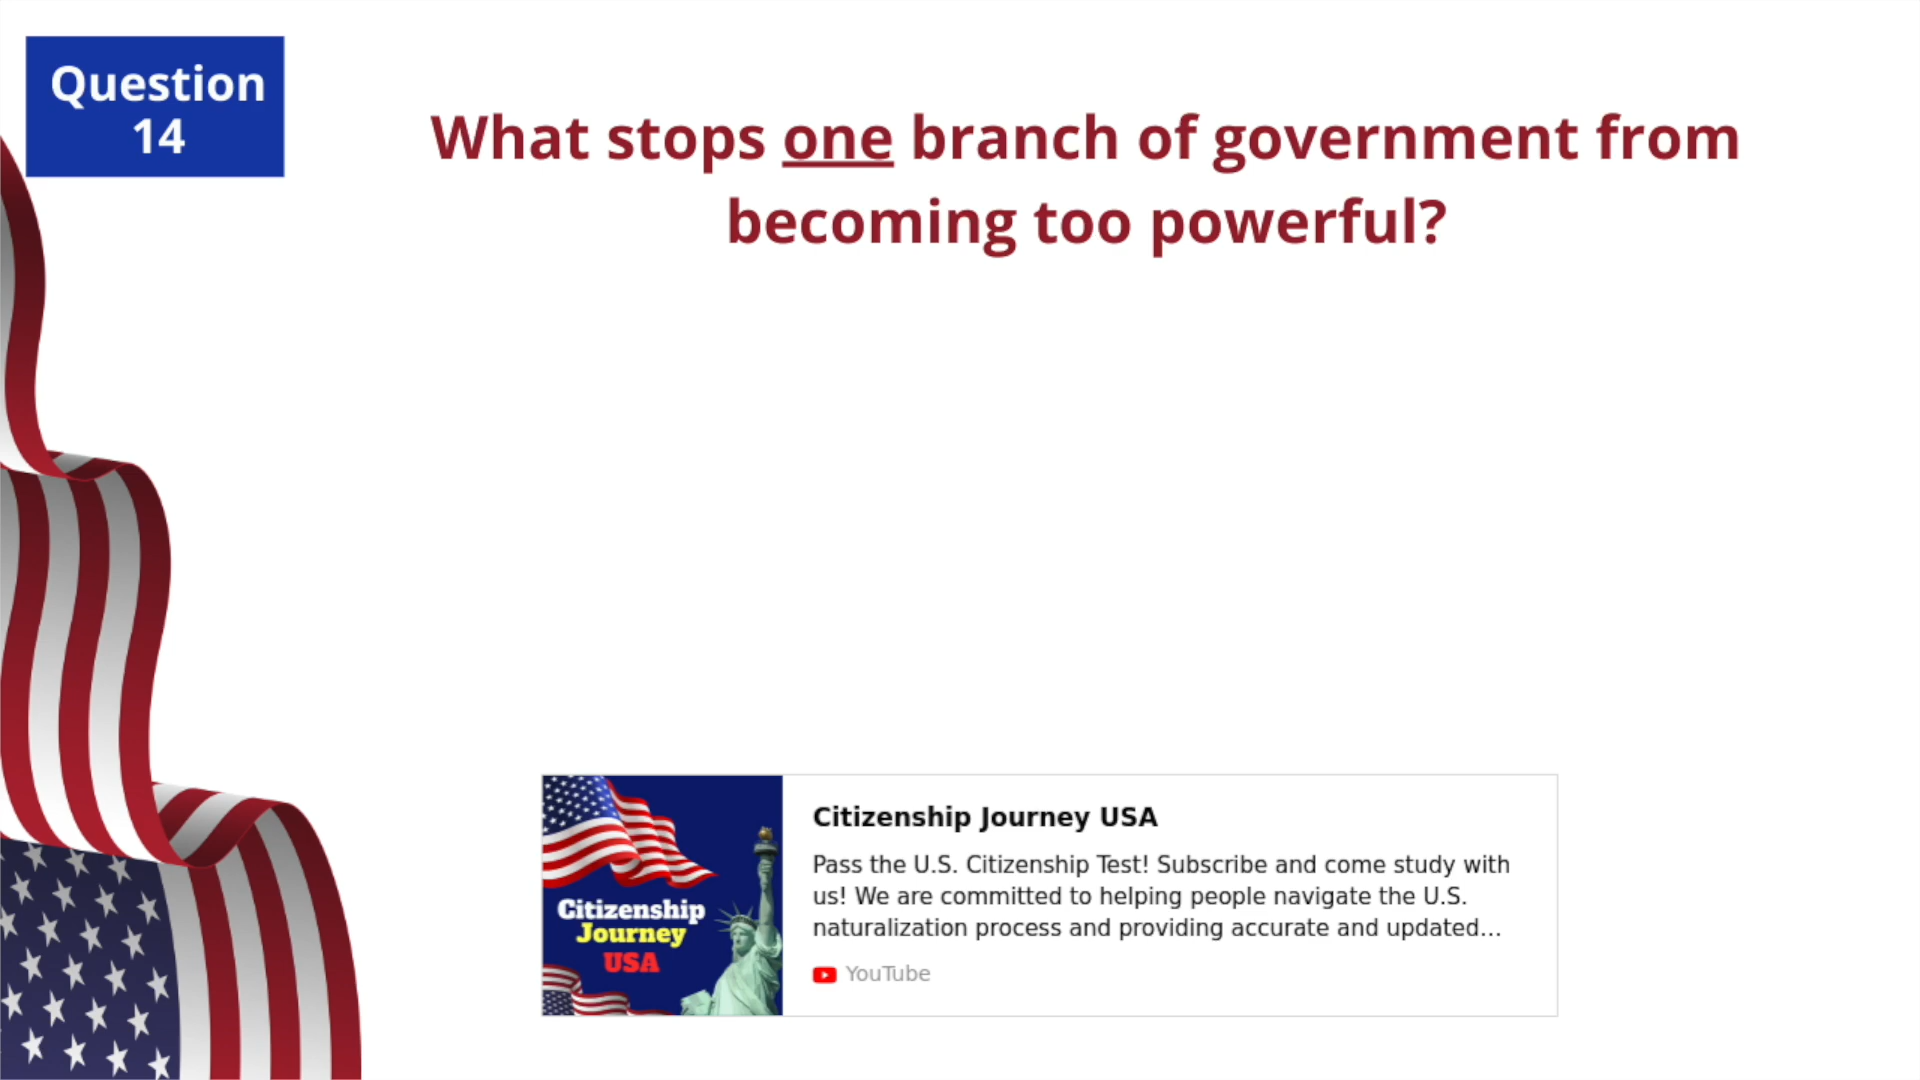 Question
14
What stops one branch of government from
becoming too powerful?
Citizenship
Journey
USA
Citizenship Journey USA
Pass the U.S. Citizenship Test! Subscribe and come study with
us! We are committed to helping people navigate the U.S.
naturalization process and providing accurate and updated...
YouTube